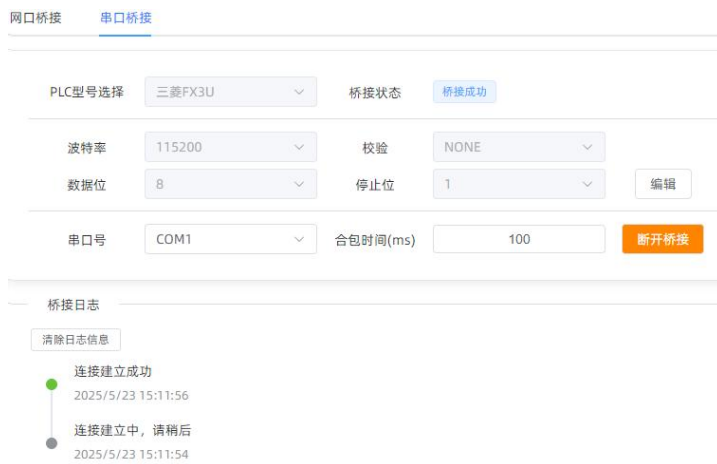 网口桥接 串口桥接
PLC型号选择 三菱FX3U 桥接状态 桥接成功
波特率 115200 校验 NONE
数据位 8 停止位 1 编辑
串口号 COM1 合包时间(ms) 100 断开桥接
桥接日志
清除日志信息
连接建立成功
2025/5/23 15:11:56
连接建立中，请稍后
2025/5/23 15:11:54